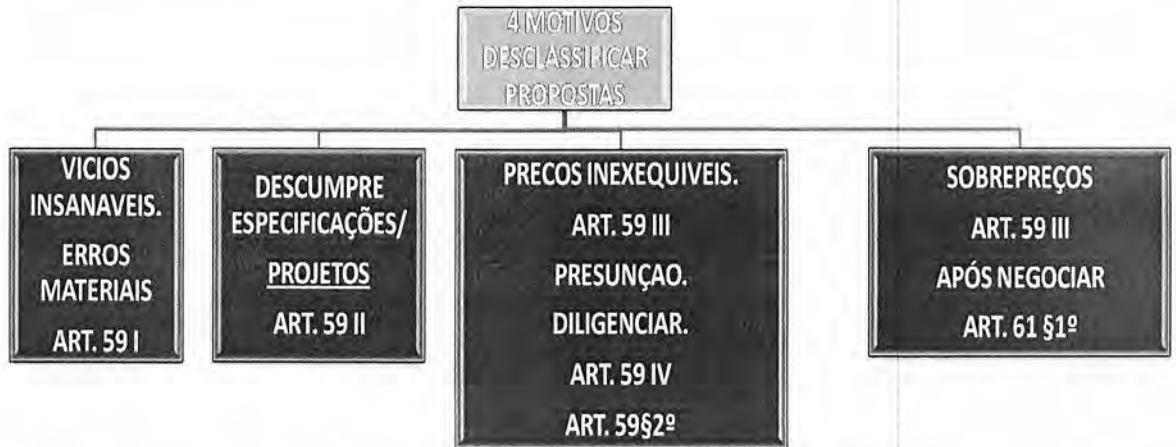 4 MOTIVOS
DESCLASSIFICAR
PROPOSTAS
VICIOS
INSANAVEIS.
ERROS
MATERIAIS
ART. 59 I
DESCUMPRE
ESPECIFICAÇÕES/
PROJETOS
ART. 59 II
PRECOS INEXEQUIVEIS.
ART. 59 III
PRESUNÇAO.
DILIGENCIAR.
ART. 59 IV
ART. 59§2º
SOBREPREÇOS
ART. 59 III
APÓS NEGOCIAR
ART. 61 §1º